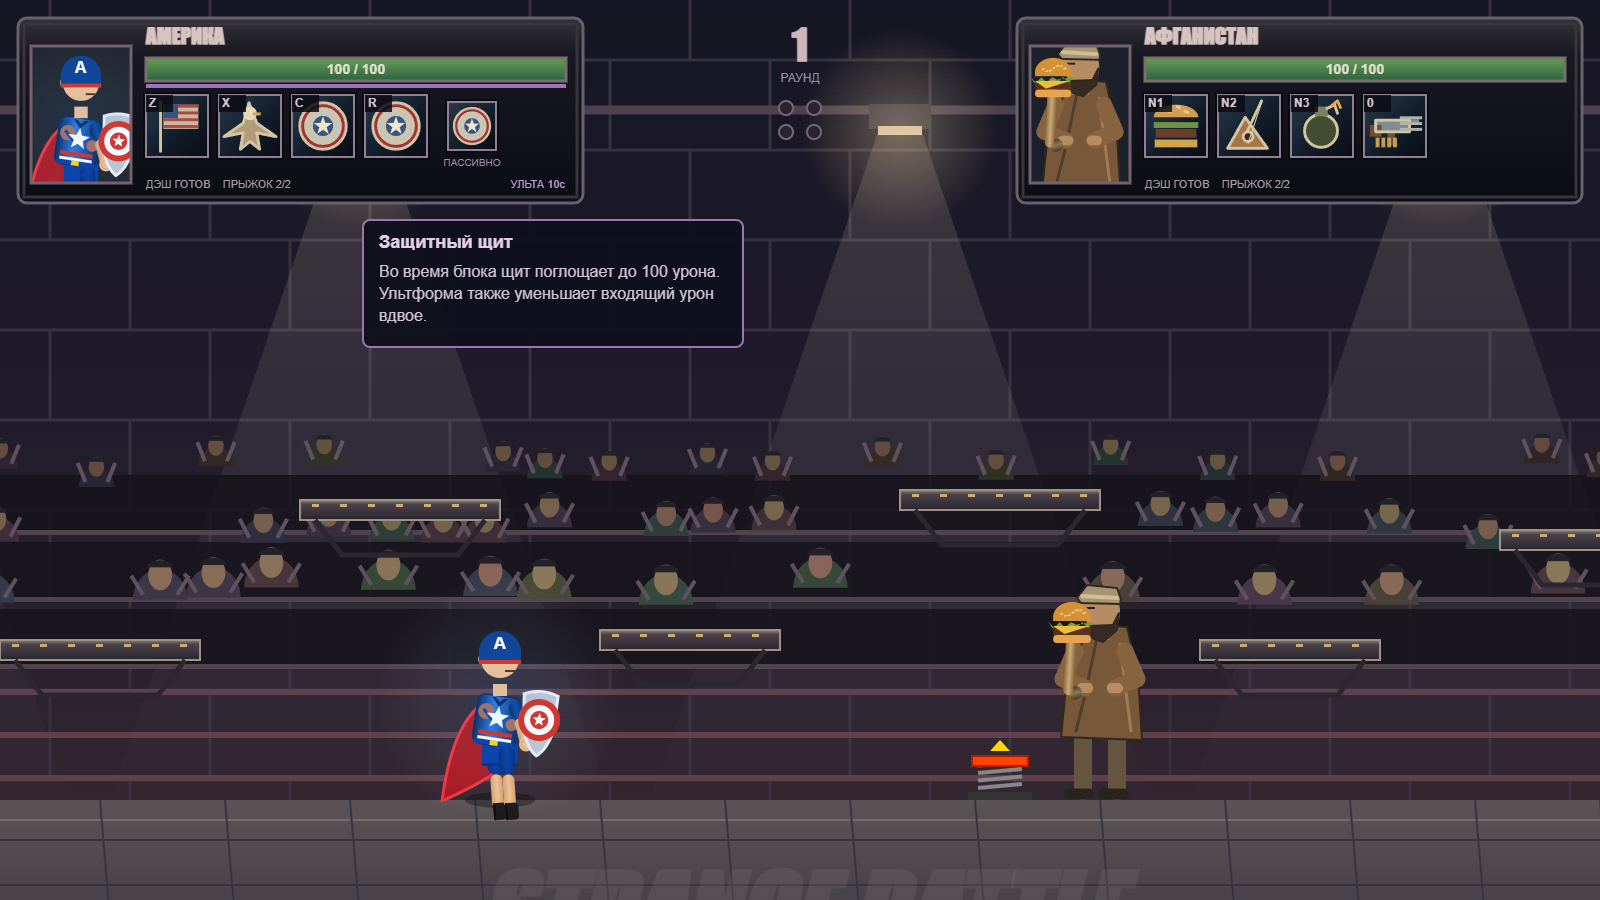 АМЕРИКА
100 / 100
A
Z
X
C
R
ПАССИВНО
ДЭШ ГОТОВ ПРЫЖОК 2/2
УЛЬТА 10с
1
РАУНД
АФГАНИСТАН
100 / 100
N1
N2
N3
0
ДЭШ ГОТОВ ПРЫЖОК 2/2
Защитный щит
Во время блока щит поглощает до 100 урона.
Ультформа также уменьшает входящий урон
вдвое.
A
STRANGE BATTLE